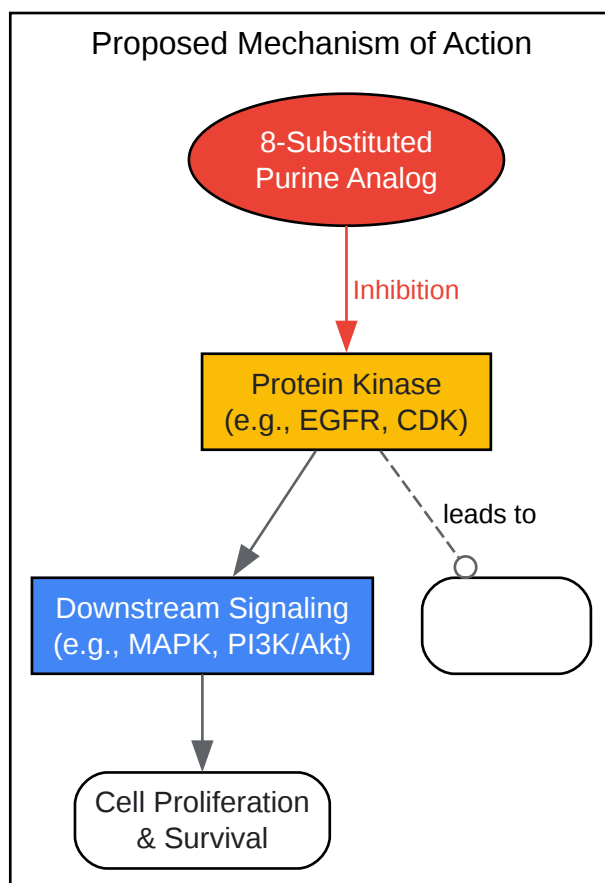 Proposed Mechanism of Action
8-Substituted
Purine Analog
Inhibition
Protein Kinase
(e.g., EGFR, CDK)
leads to
Downstream Signaling
(e.g., MAPK, PI3K/Akt)
Cell Proliferation
& Survival